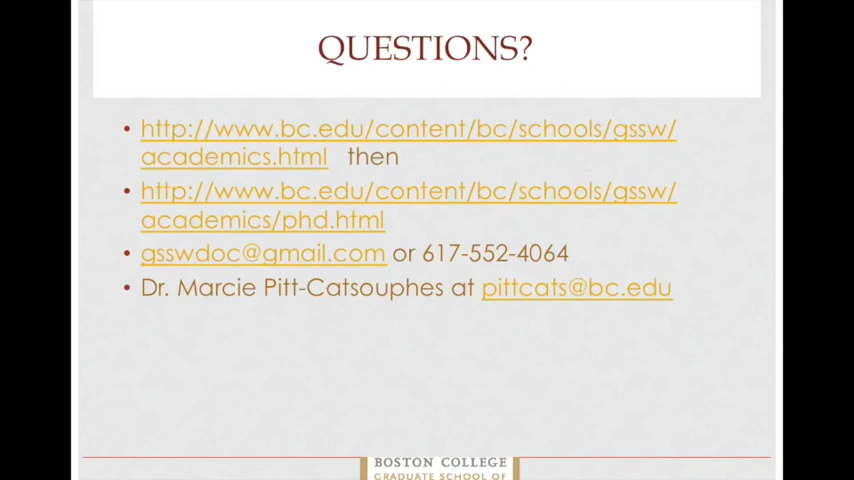 QUESTIONS?
• http://www.bc.edu/content/bc/schools/gssw/
academics.html then
• http://www.bc.edu/content/bc/schools/gssw/
academics/phd.html
• gsswdoc@gmail.com or 617-552-4064
• Dr. Marcie Pitt-Catsouphes at pittcats@bc.edu
BOSTON COLLEGE
GRADUATE SCHOOL OF